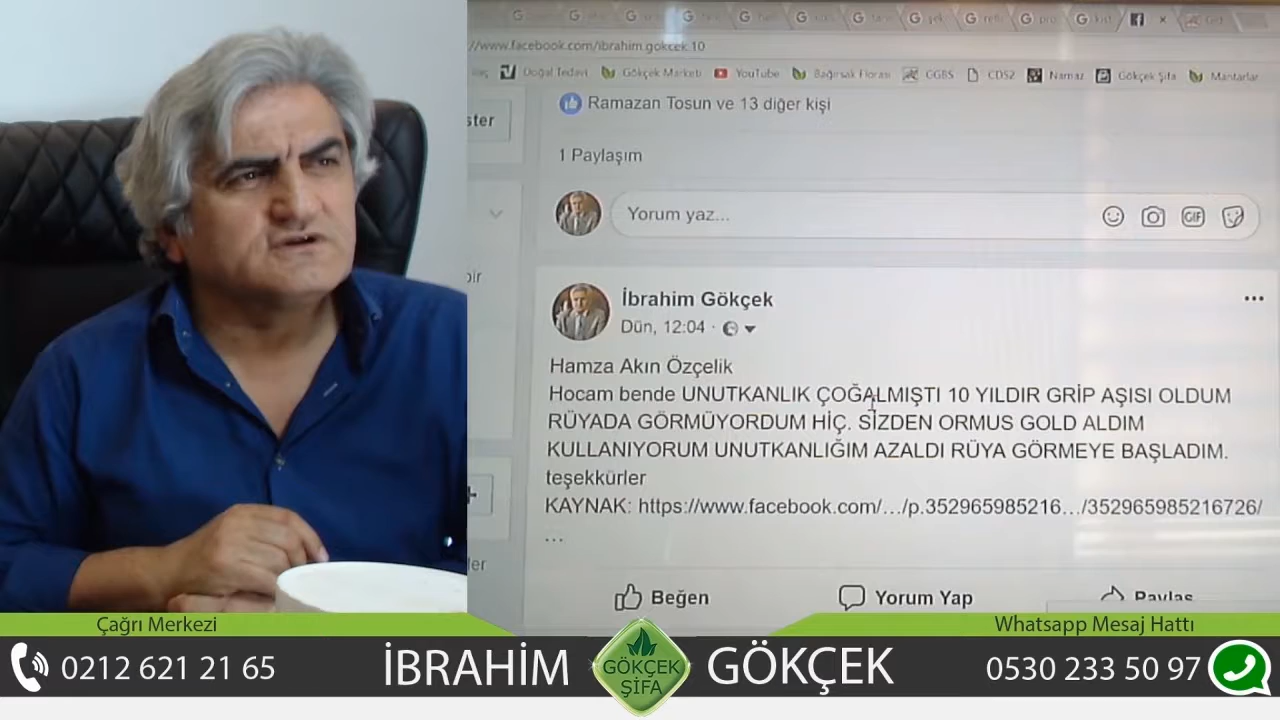 //www.facebook.com/ibrahim.gokcek.10
Doğal Tedavi Gökçek Marketi YouTube Bağırsak Florası CGBS CDS2 Namaz Gökçek Şifa Mantarlar
Ramazan Tosun ve 13 diğer kişi
ster
1 Paylaşım
Yorum yaz...
GIF
bir
İbrahim Gökçek
Dün, 12:04
Hamza Akın Özçelik
Hocam bende UNUTKANLIK ÇOĞALMIŞTI 10 YILDIR GRİP AŞISI OLDUM
RÜYADA GÖRMÜYORDUM HİÇ. SİZDEN ORMUS GOLD ALDIM
KULLANIYORUM UNUTKANLIĞIM AZALDI RÜYA GÖRMEYE BAŞLADIM.
teşekkürler
KAYNAK: https://www.facebook.com/…/p.352965985216…/352965985216726/
...
ler
Beğen Yorum Yap Paylaş
Çağrı Merkezi
Whatsapp Mesaj Hattı
0212 621 21 65
İBRAHİM
GÖKÇEK
ŞİFA
GÖKÇEK
0530 233 50 97